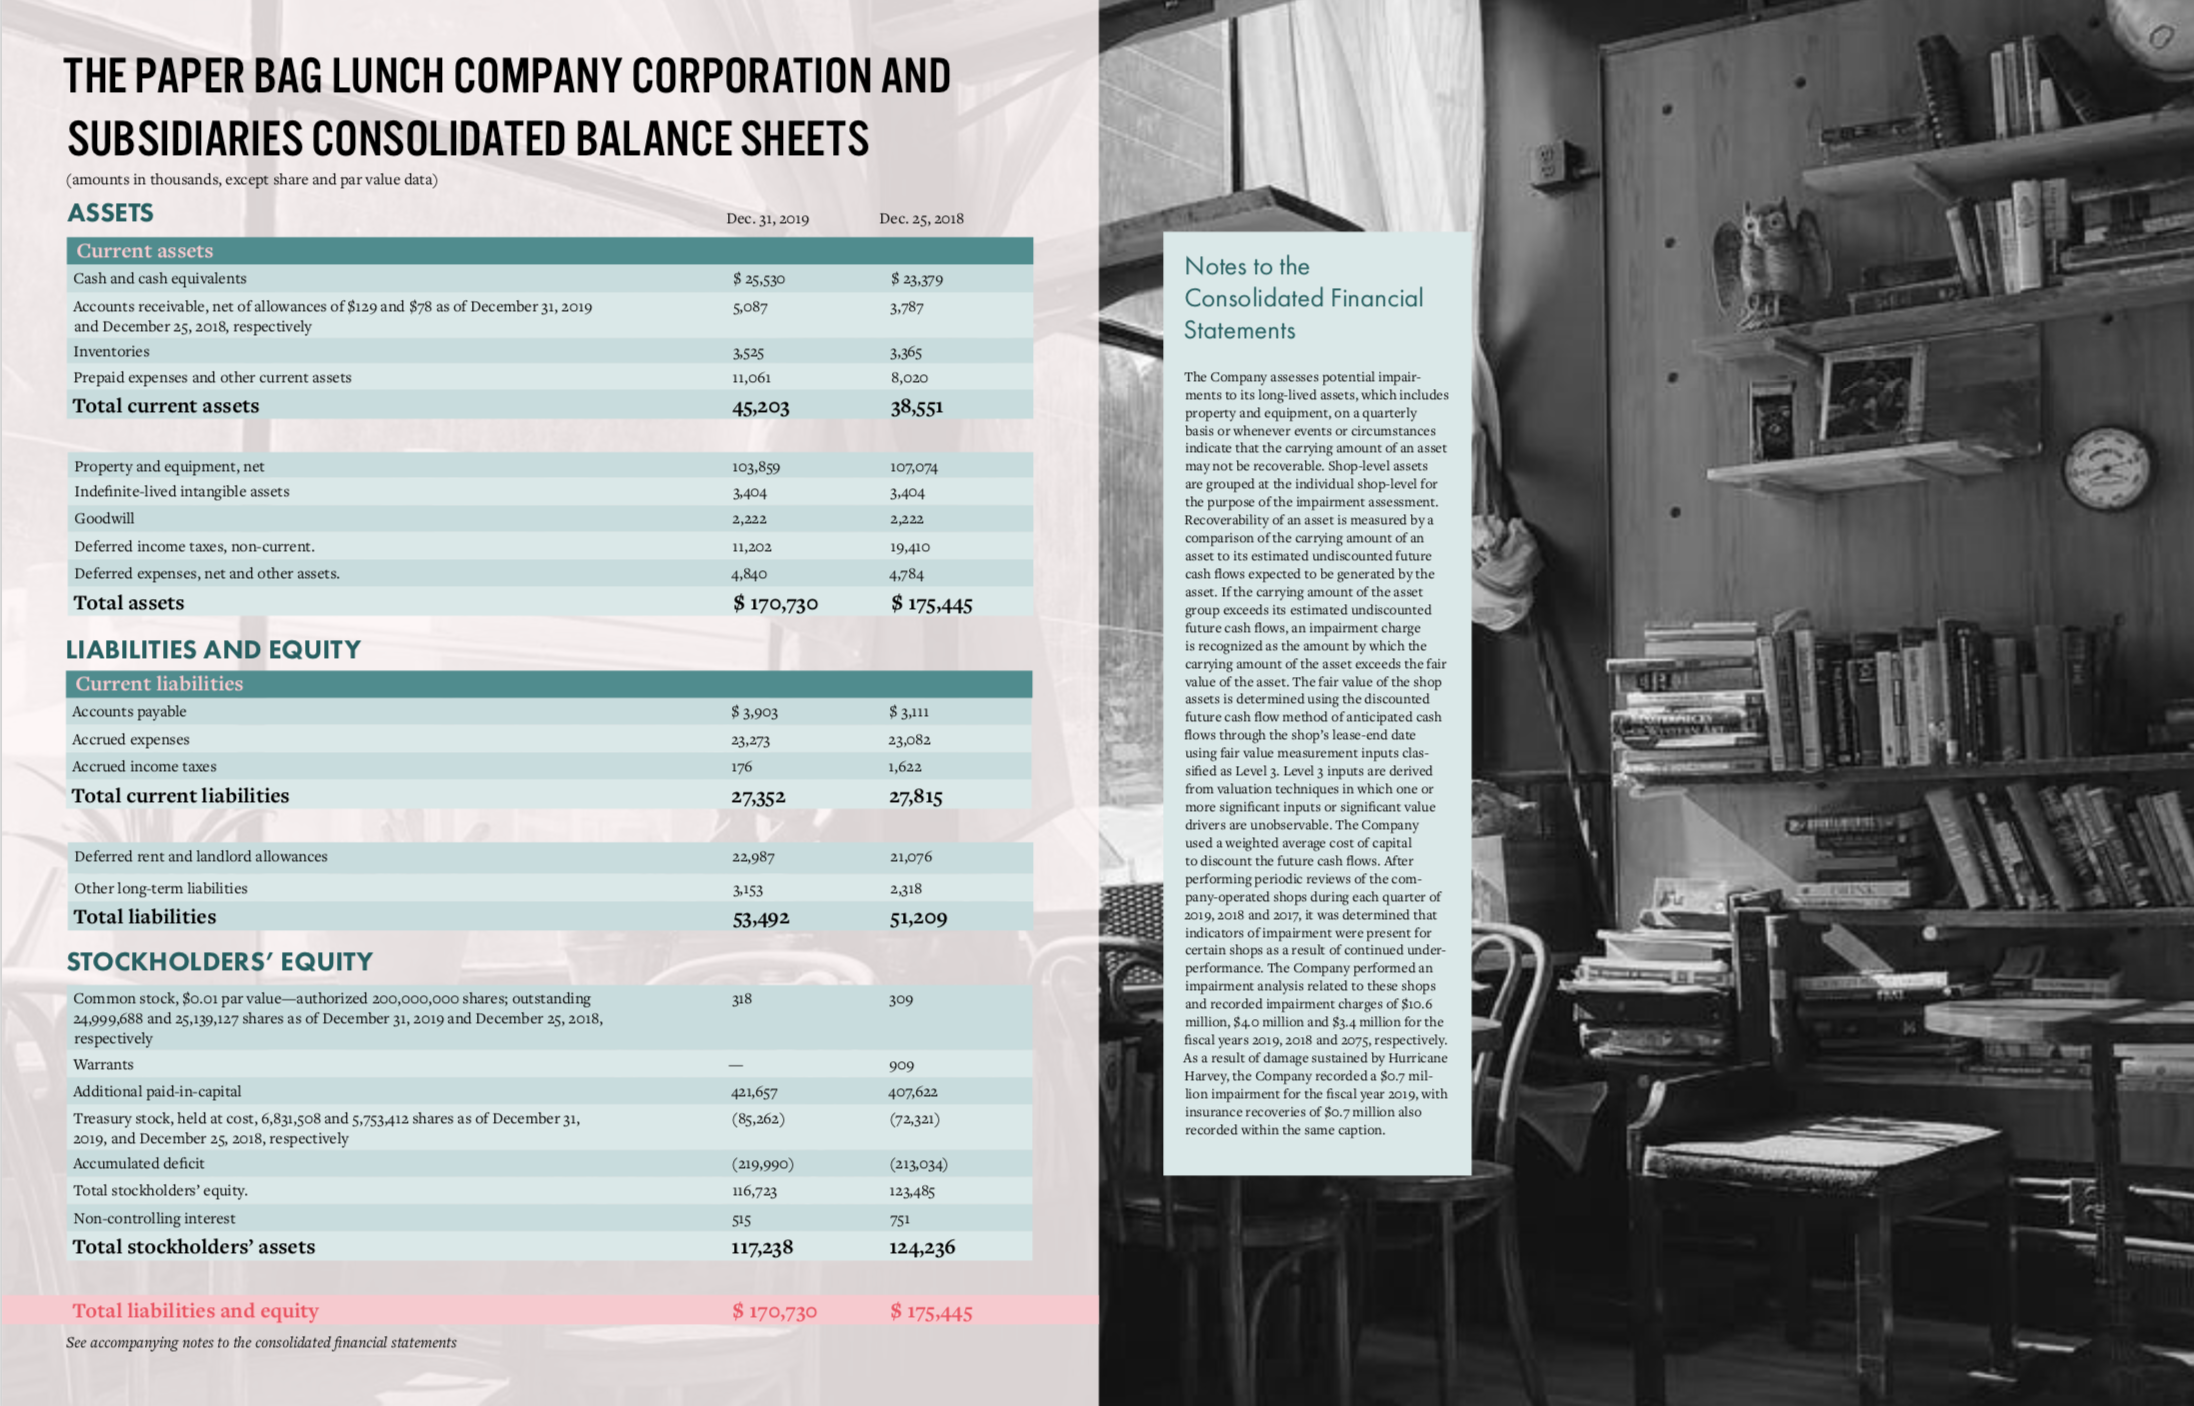 THE PAPER BAG LUNCH COMPANY CORPORATION AND
SUBSIDIARIES CONSOLIDATED BALANCE SHEETS
(amounts in thousands, except share and par value data)
ASSETS Dec. 31, 2019 Dec. 25, 2018
Current assets
Cash and cash equivalents $ 25,530 $ 23,379
Accounts receivable, net of allowances of $129 and $78 as of December 31, 2019 5,087 3,787
and December 25, 2018, respectively
Inventories 3,525 3,365
Prepaid expenses and other current assets 11,061 8,020
Total current assets 45,203 38,551
Property and equipment, net 103,859 107,074
Indefinite-lived intangible assets 3,404 3,404
Goodwill 2,222 2,222
Deferred income taxes, non-current. 11,202 19,410
Deferred expenses, net and other assets. 4,840 4,784
Total assets $ 170,730 $ 175,445
LIABILITIES AND EQUITY
Current liabilities
Accounts payable $ 3,903 $ 3,111
Accrued expenses 23,273 23,082
Accrued income taxes 176 1,622
Total current liabilities 27,352 27,815
Deferred rent and landlord allowances 22,987 21,076
Other long-term liabilities 3,153 2,318
Total liabilities 53,492 51,209
STOCKHOLDERS’ EQUITY
Common stock, $0.01 par value—authorized 200,000,000 shares; outstanding 318 309
24,999,688 and 25,139,127 shares as of December 31, 2019 and December 25, 2018,
respectively
Warrants — 909
Additional paid-in-capital 421,657 407,622
Treasury stock, held at cost, 6,831,508 and 5,753,412 shares as of December 31, (85,262) (72,321)
2019, and December 25, 2018, respectively
Accumulated deficit (219,990) (213,034)
Total stockholders’ equity. 116,723 123,485
Non-controlling interest 515 751
Total stockholders’ assets 117,238 124,236
Total liabilities and equity $ 170,730 $ 175,445
See accompanying notes to the consolidated financial statements
Notes to the
Consolidated Financial
Statements
The Company assesses potential impair-
ments to its long-lived assets, which includes
property and equipment, on a quarterly
basis or whenever events or circumstances
indicate that the carrying amount of an asset
may not be recoverable. Shop-level assets
are grouped at the individual shop-level for
the purpose of the impairment assessment.
Recoverability of an asset is measured by a
comparison of the carrying amount of an
asset to its estimated undiscounted future
cash flows expected to be generated by the
asset. If the carrying amount of the asset
group exceeds its estimated undiscounted
future cash flows, an impairment charge
is recognized as the amount by which the
carrying amount of the asset exceeds the fair
value of the asset. The fair value of the shop
assets is determined using the discounted
future cash flow method of anticipated cash
flows through the shop’s lease-end date
using fair value measurement inputs clas-
sified as Level 3. Level 3 inputs are derived
from valuation techniques in which one or
more significant inputs or significant value
drivers are unobservable. The Company
used a weighted average cost of capital
to discount the future cash flows. After
performing periodic reviews of the com-
pany-operated shops during each quarter of
2019, 2018 and 2017, it was determined that
indicators of impairment were present for
certain shops as a result of continued under-
performance. The Company performed an
impairment analysis related to these shops
and recorded impairment charges of $10.6
million, $4.0 million and $3.4 million for the
fiscal years 2019, 2018 and 2075, respectively.
As a result of damage sustained by Hurricane
Harvey, the Company recorded a $0.7 mil-
lion impairment for the fiscal year 2019, with
insurance recoveries of $0.7 million also
recorded within the same caption.